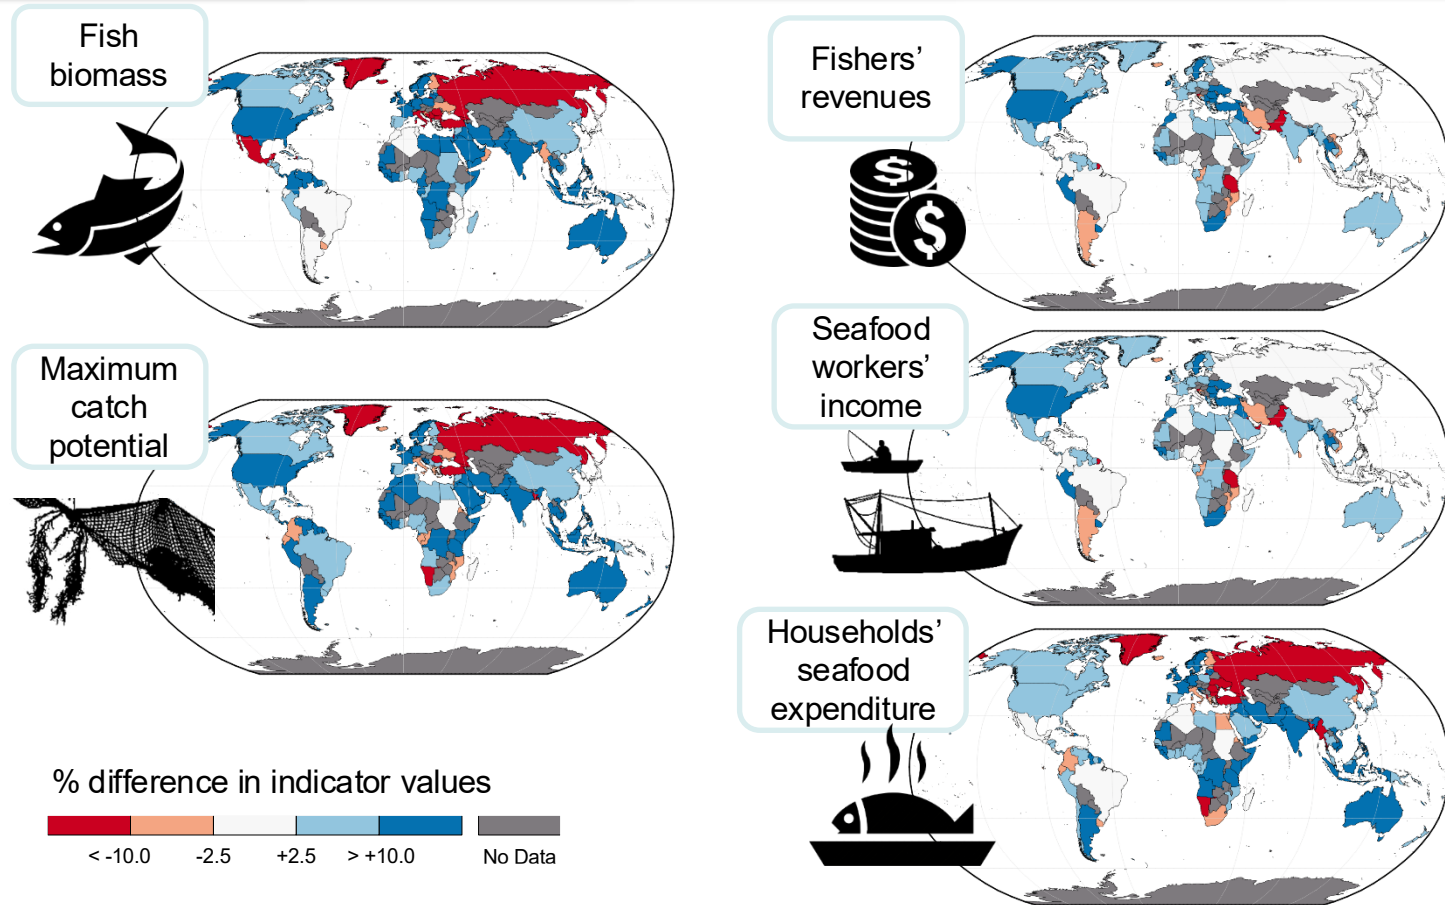 Fish
biomass
Maximum
catch
potential
Fishers’
revenues
Seafood
workers’
income
Households’
seafood
expenditure
% difference in indicator values
< -10.0 -2.5 +2.5 > +10.0 No Data
$
$